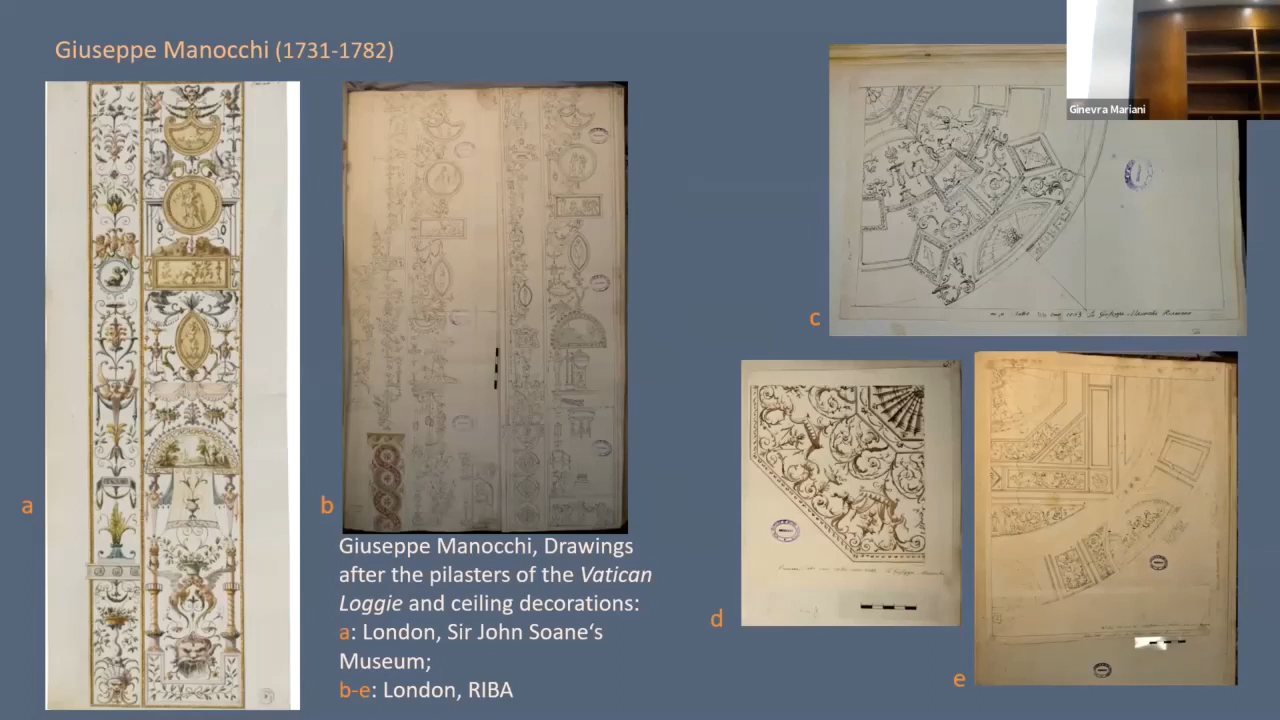 Giuseppe Manocchi (1731-1782)
Ginevra Mariani
a
b
c
d
e
Giuseppe Manocchi, Drawings
after the pilasters of the Vatican
Loggie and ceiling decorations:
a: London, Sir John Soane‘s
Museum;
b-e: London, RIBA